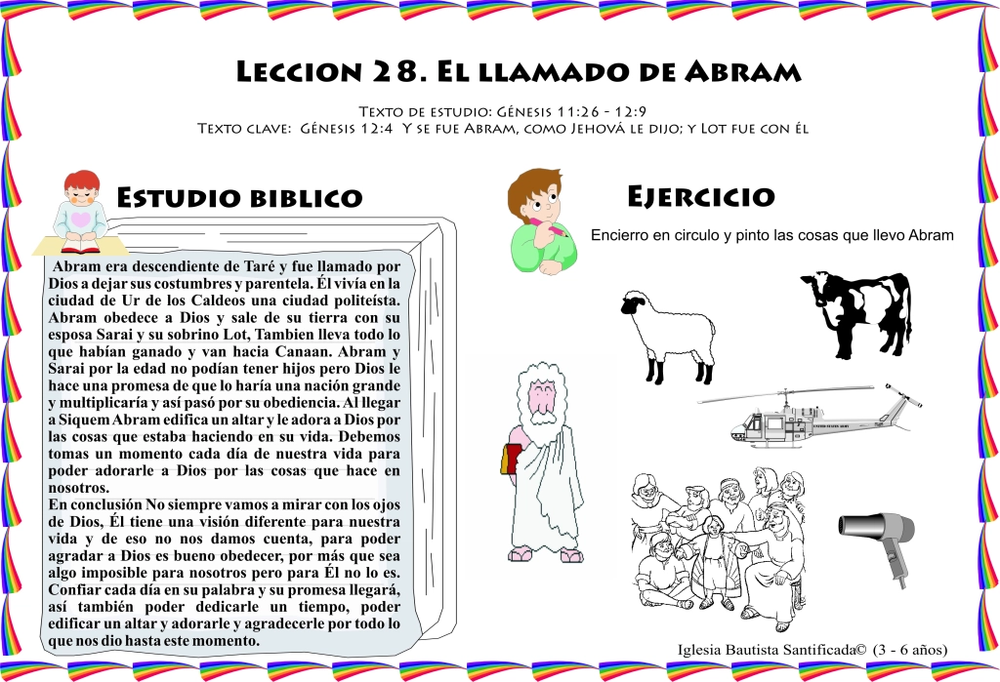 LECCION 28. EL LLAMADO DE ABRAM
TEXTO DE ESTUDIO: GÉNESIS 11:26 - 12:9
TEXTO CLAVE: GÉNESIS 12:4 Y SE FUE ABRAM, COMO JEHOVÁ LE DIJO; Y LOT FUE CON ÉL
ESTUDIO BIBLICO
Abram era descendiente de Taré y fue llamado por
Dios a dejar sus costumbres y parentela. Él vivía en la
ciudad de Ur de los Caldeos una ciudad politeísta.
Abram obedece a Dios y sale de su tierra con su
esposa Sarai y su sobrino Lot, Tambien lleva todo lo
que habían ganado y van hacia Canaan. Abram y
Sarai por la edad no podían tener hijos pero Dios le
hace una promesa de que lo haría una nación grande
y multiplicaría y así pasó por su obediencia. Al llegar
a Siquem Abram edifica un altar y le adora a Dios por
las cosas que estaba haciendo en su vida. Debemos
tomas un momento cada día de nuestra vida para
poder adorarle a Dios por las cosas que hace en
nosotros.
En conclusión No siempre vamos a mirar con los ojos
de Dios, Él tiene una visión diferente para nuestra
vida y de eso no nos damos cuenta, para poder
agradar a Dios es bueno obedecer, por más que sea
algo imposible para nosotros pero para Él no lo es.
Confiar cada día en su palabra y su promesa llegará,
así también poder dedicarle un tiempo, poder
edificar un altar y adorarle y agradecerle por todo lo
que nos dio hasta este momento.
EJERCICIO
Encierro en circulo y pinto las cosas que llevo Abram
UNITED STATES ARMY
Iglesia Bautista Santificada© (3 - 6 años)